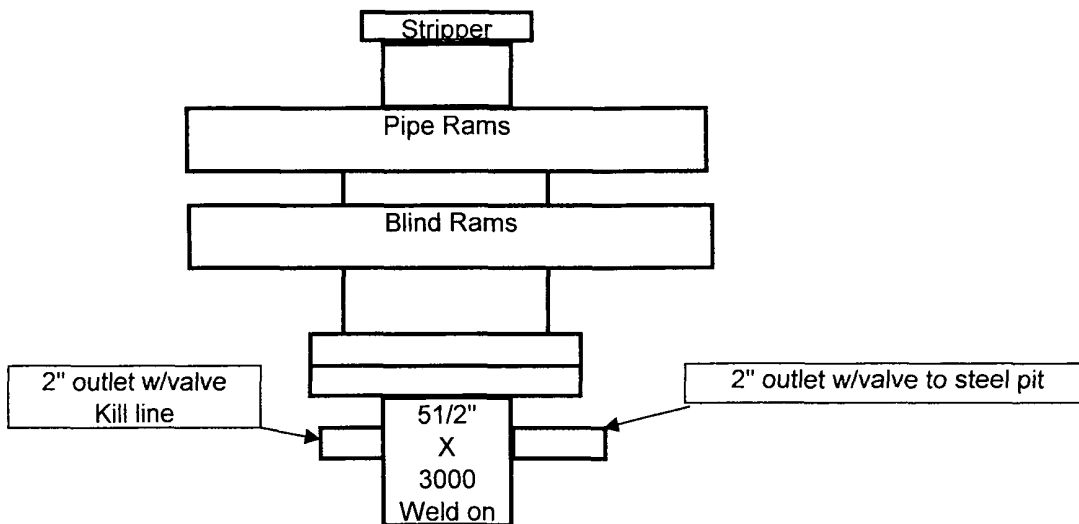 Stripper
Pipe Rams
Blind Rams
2" outlet w/valve
Kill line
2" outlet w/valve to steel pit
51/2"
X
3000
Weld on